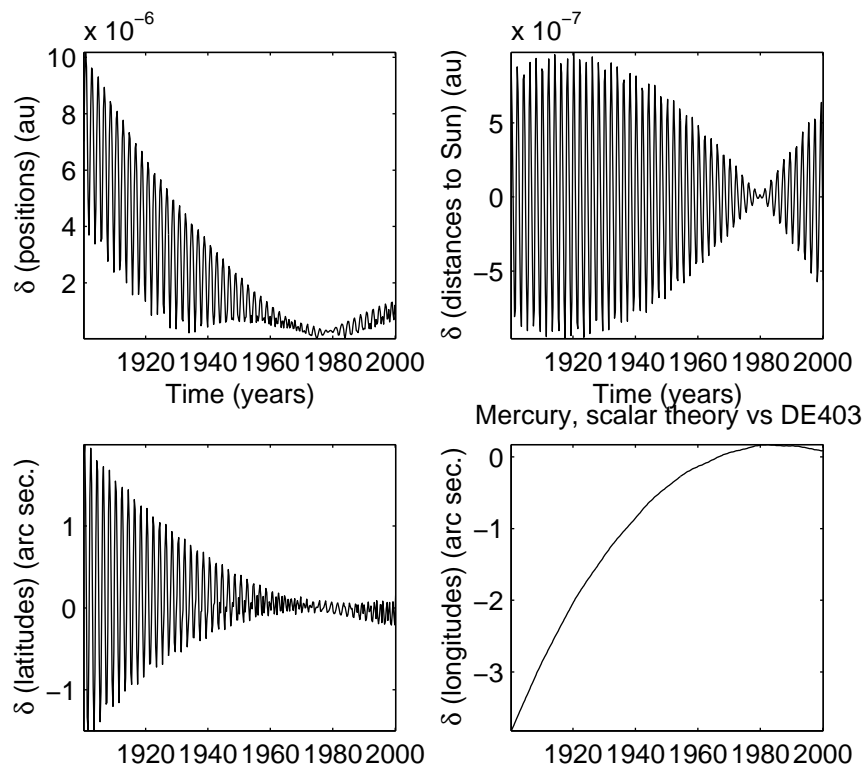 x 10^−6
10
8
6
4
2
δ (positions) (au)
1920 1940 1960 1980 2000
Time (years)
x 10^−7
5
0
−5
δ (distances to Sun) (au)
1920 1940 1960 1980 2000
Time (years)
1
0
−1
δ (latitudes) (arc sec.)
1920 1940 1960 1980 2000
Mercury, scalar theory vs DE403
0
−1
−2
−3
δ (longitudes) (arc sec.)
1920 1940 1960 1980 2000